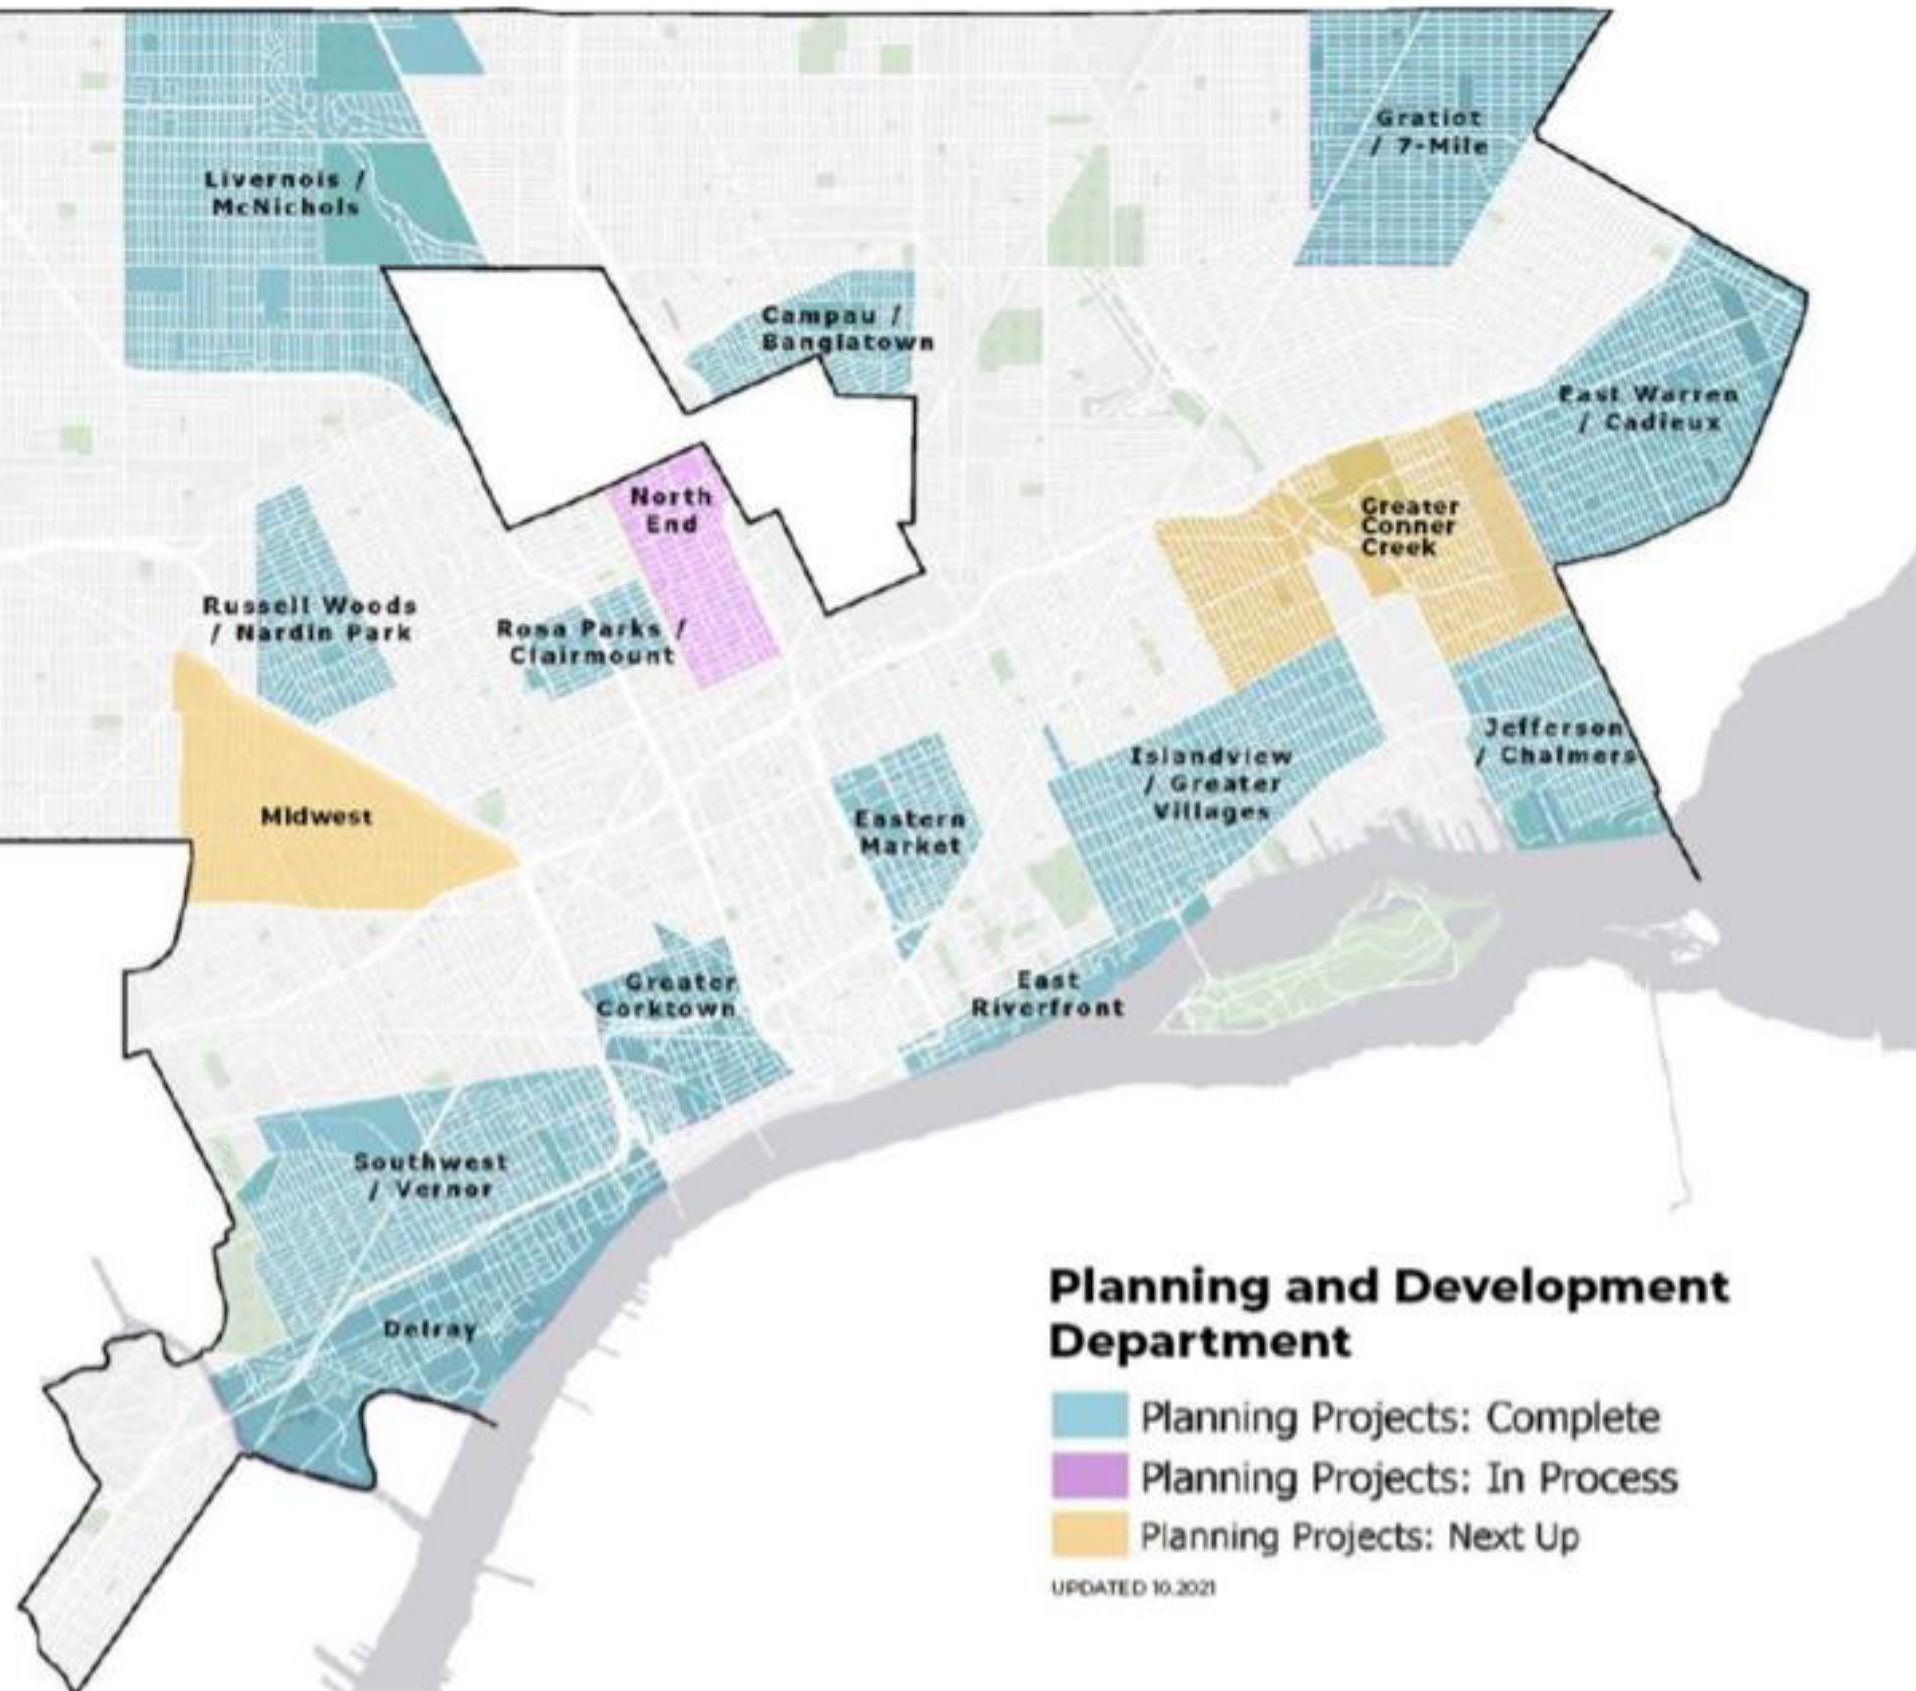 Gratiot
/ 7-Mile
Livernois /
McNichols
Campau /
Banglatown
East Warren
/ Cadieux
North
End
Greater
Conner
Creek
Russell Woods
/ Nardin Park
Rosa Parks /
Clairmount
Jefferson
/ Chalmers
Islandview
/ Greater
Villages
Midwest
Eastern
Market
Greater
Corktown
East
Riverfront
Southwest
/ Vernor
Delray
Planning and Development
Department
Planning Projects: Complete
Planning Projects: In Process
Planning Projects: Next Up
UPDATED 10.2021